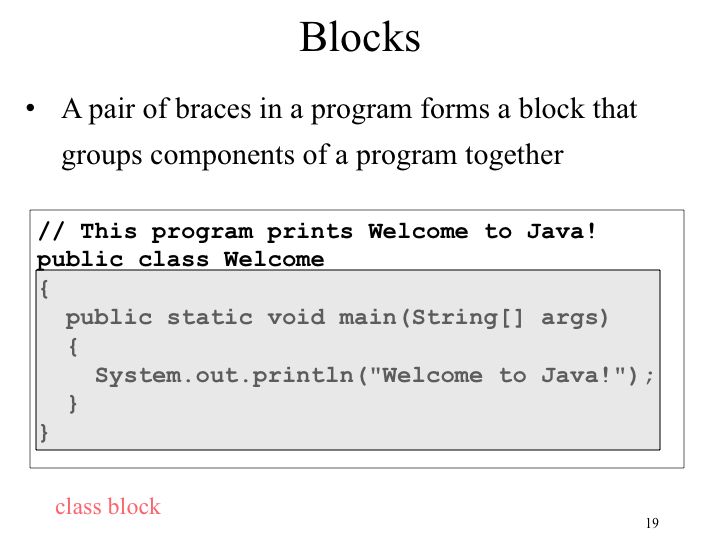 Blocks
• A pair of braces in a program forms a block that
groups components of a program together
// This program prints Welcome to Java!
public class Welcome
{
  public static void main(String[] args)
  {
    System.out.println("Welcome to Java!");
  }
}
class block
19